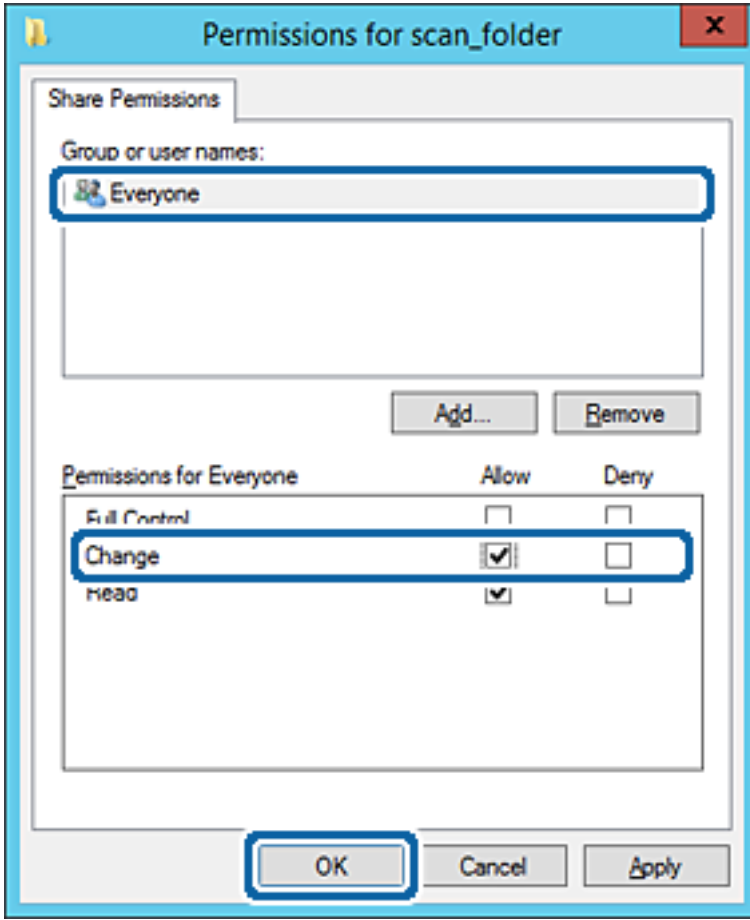 Permissions for scan_folder
x
Share Permissions
Group or user names:
Everyone
Add... Remove
Permissions for Everyone Allow Deny
Full Control
Change
Read
OK Cancel Apply